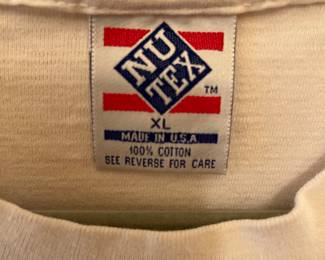 NU
TEX
TM
XL
MADE IN U.S.A
100% COTTON
SEE REVERSE FOR CARE